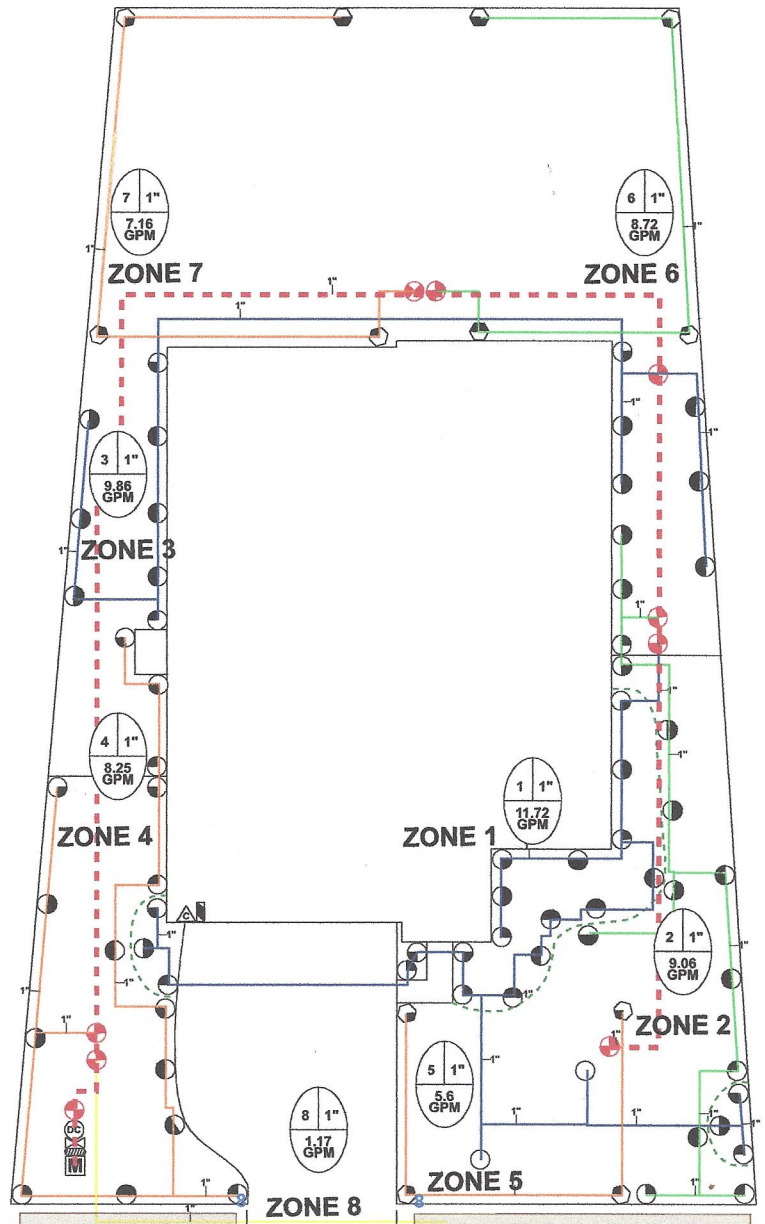 7 1"
7.16
GPM
6 1"
8.72
GPM
1"
1"
ZONE 7
ZONE 6
1"
1"
1"
1"
3 1"
9.86
GPM
ZONE 3
1"
1"
1"
4 1"
8.25
GPM
1"
1 1"
11.72
GPM
ZONE 4
ZONE 1
C
1"
2 1"
9.06
GPM
1"
1"
1"
1"
ZONE 2
1"
5 1"
5.6
GPM
1"
8 1"
1.17
GPM
1"
1"
1"
1"
DC
M
ZONE 5
1"
1"
8
8
ZONE 8
1"